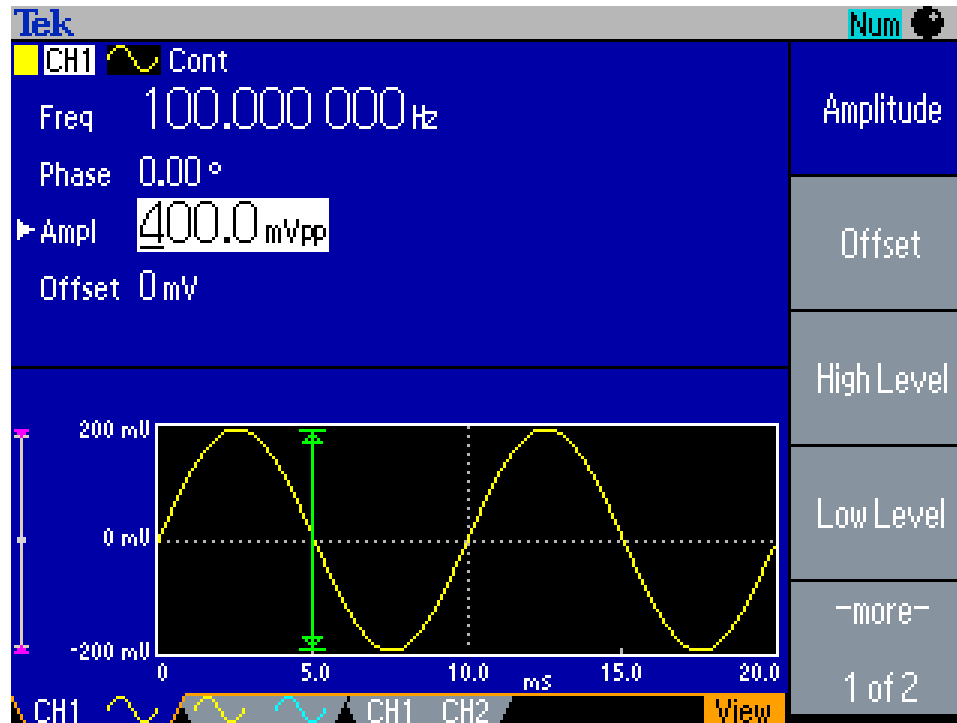 Tek
Num
CH1 Cont
Freq 100.000 000 Hz
Phase 0.00 °
Ampl 400.0 mVpp
Offset 0 mV
Amplitude
Offset
High Level
Low Level
-more-
1 of 2
200 mV
0 mV
-200 mV
0 5.0 10.0 ms 15.0 20.0
CH1 CH1 CH2 View